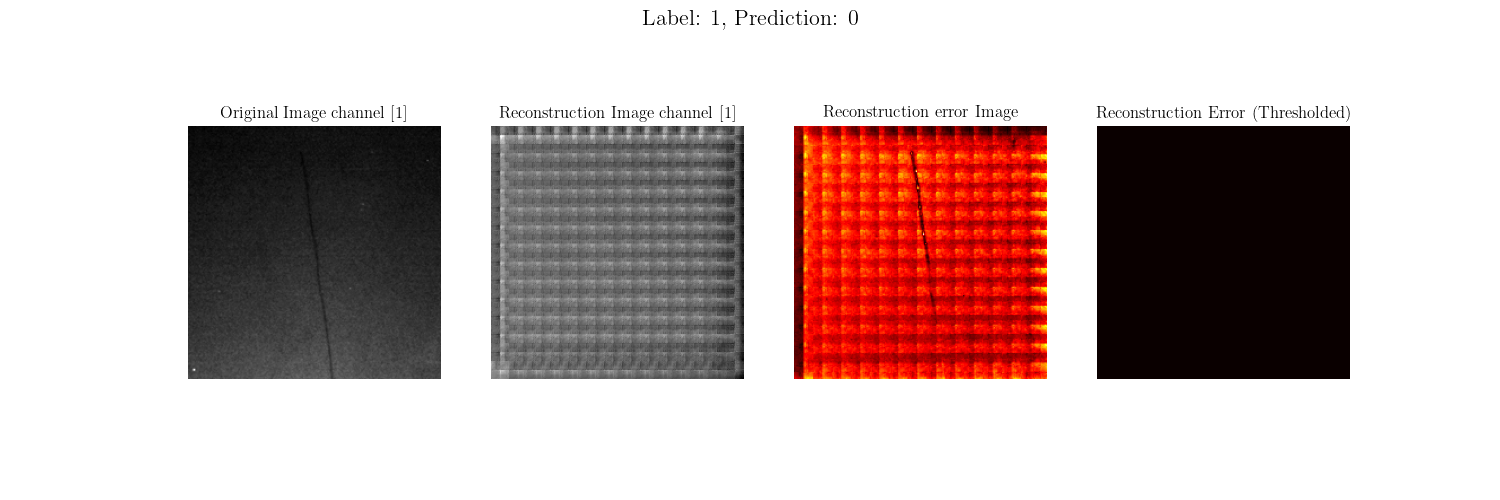 Label: 1, Prediction: 0
Original Image channel [1]
Reconstruction Image channel [1]
Reconstruction error Image
Reconstruction Error (Thresholded)